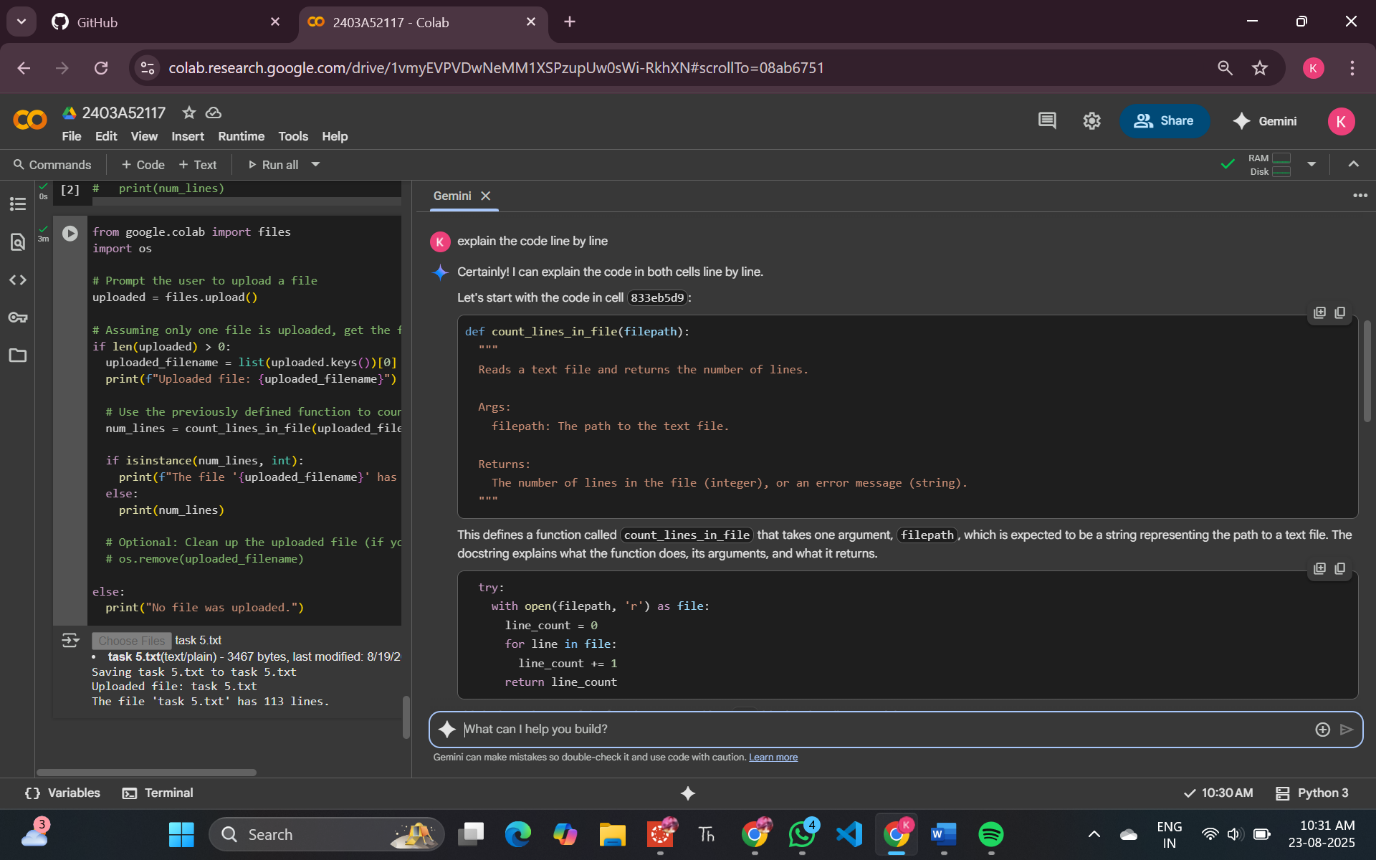 GitHub
2403A52117 - Colab
colab.research.google.com/drive/1vmyEVPVDwNeMM1XSPzupUw0sWi-RkhXN#scrollTo=08ab6751
K
CO
2403A52117
File Edit View Insert Runtime Tools Help
Share
Gemini
K
Commands
+ Code + Text
Run all
RAM
Disk
0s
[2] # print(num_lines)
3m
from google.colab import files
import os
# Prompt the user to upload a file
uploaded = files.upload()
# Assuming only one file is uploaded, get the f
if len(uploaded) > 0:
uploaded_filename = list(uploaded.keys())[0]
print(f"Uploaded file: {uploaded_filename}")
# Use the previously defined function to coun
num_lines = count_lines_in_file(uploaded_file
if isinstance(num_lines, int):
print(f"The file '{uploaded_filename}' has
else:
print(num_lines)
# Optional: Clean up the uploaded file (if yo
# os.remove(uploaded_filename)
else:
print("No file was uploaded.")
Choose Files task 5.txt
• task 5.txt(text/plain) - 3467 bytes, last modified: 8/19/2
Saving task 5.txt to task 5.txt
Uploaded file: task 5.txt
The file 'task 5.txt' has 113 lines.
Gemini
K explain the code line by line
Certainly! I can explain the code in both cells line by line.
Let's start with the code in cell 833eb5d9:
def count_lines_in_file(filepath):
"""
Reads a text file and returns the number of lines.
Args:
filepath: The path to the text file.
Returns:
The number of lines in the file (integer), or an error message (string).
"""
This defines a function called count_lines_in_file that takes one argument, filepath, which is expected to be a string representing the path to a text file. The
docstring explains what the function does, its arguments, and what it returns.
try:
with open(filepath, 'r') as file:
line_count = 0
for line in file:
line_count += 1
return line_count
What can I help you build?
Gemini can make mistakes so double-check it and use code with caution. Learn more
{} Variables
Terminal
10:30 AM
Python 3
3
Search
Th
4
K
ENG
IN
10:31 AM
23-08-2025